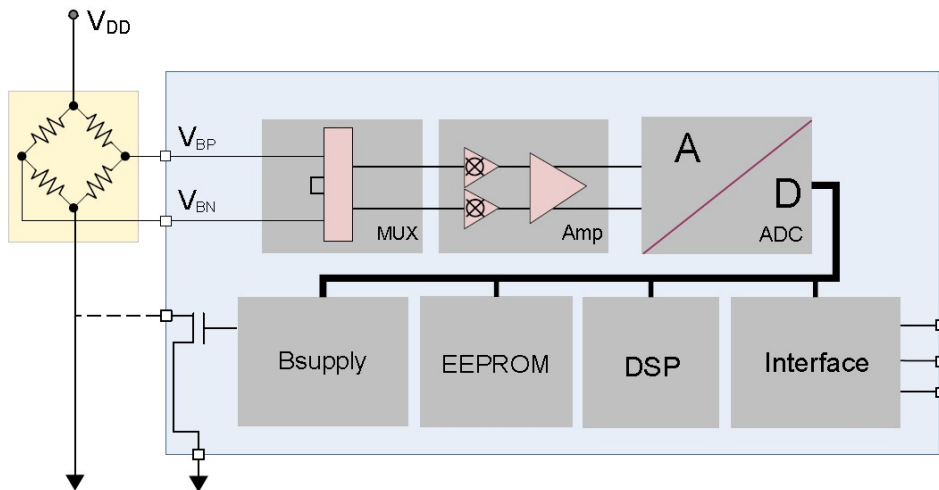 VDD
VBP
VBN
MUX
Amp
A
D
ADC
Bsupply
EEPROM
DSP
Interface